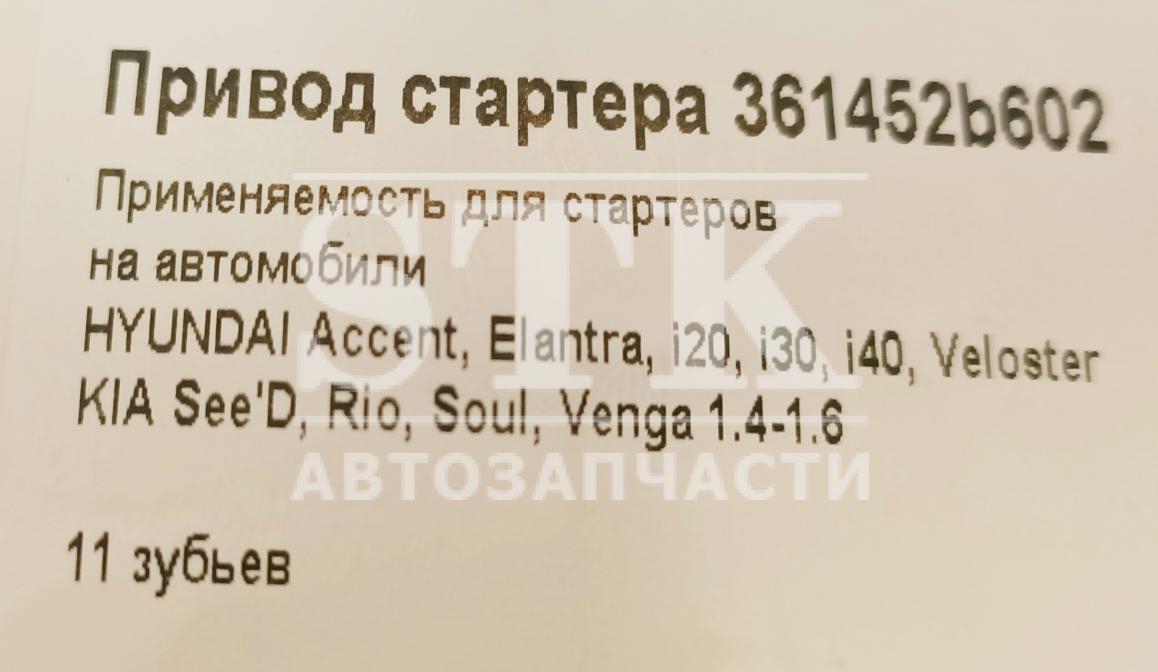 Привод стартера 361452b602
Применяемость для стартеров
на автомобили
HYUNDAI Accent, Elantra, i20, i30, i40, Veloster
KIA See'D, Rio, Soul, Venga 1.4-1.6
STK
АВТОЗАПЧАСТИ
11 зубьев